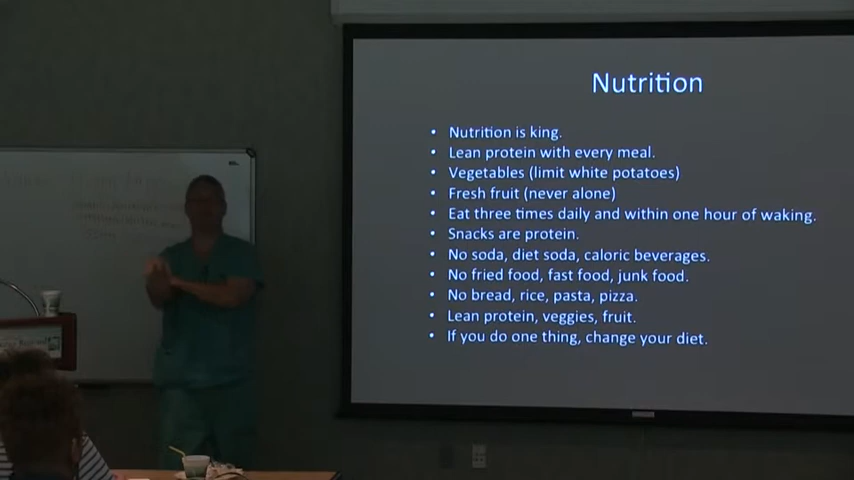 Nutrition
• Nutrition is king.
• Lean protein with every meal.
• Vegetables (limit white potatoes)
• Fresh fruit (never alone)
• Eat three times daily and within one hour of waking.
• Snacks are protein.
• No soda, diet soda, caloric beverages.
• No fried food, fast food, junk food.
• No bread, rice, pasta, pizza.
• Lean protein, veggies, fruit.
• If you do one thing, change your diet.